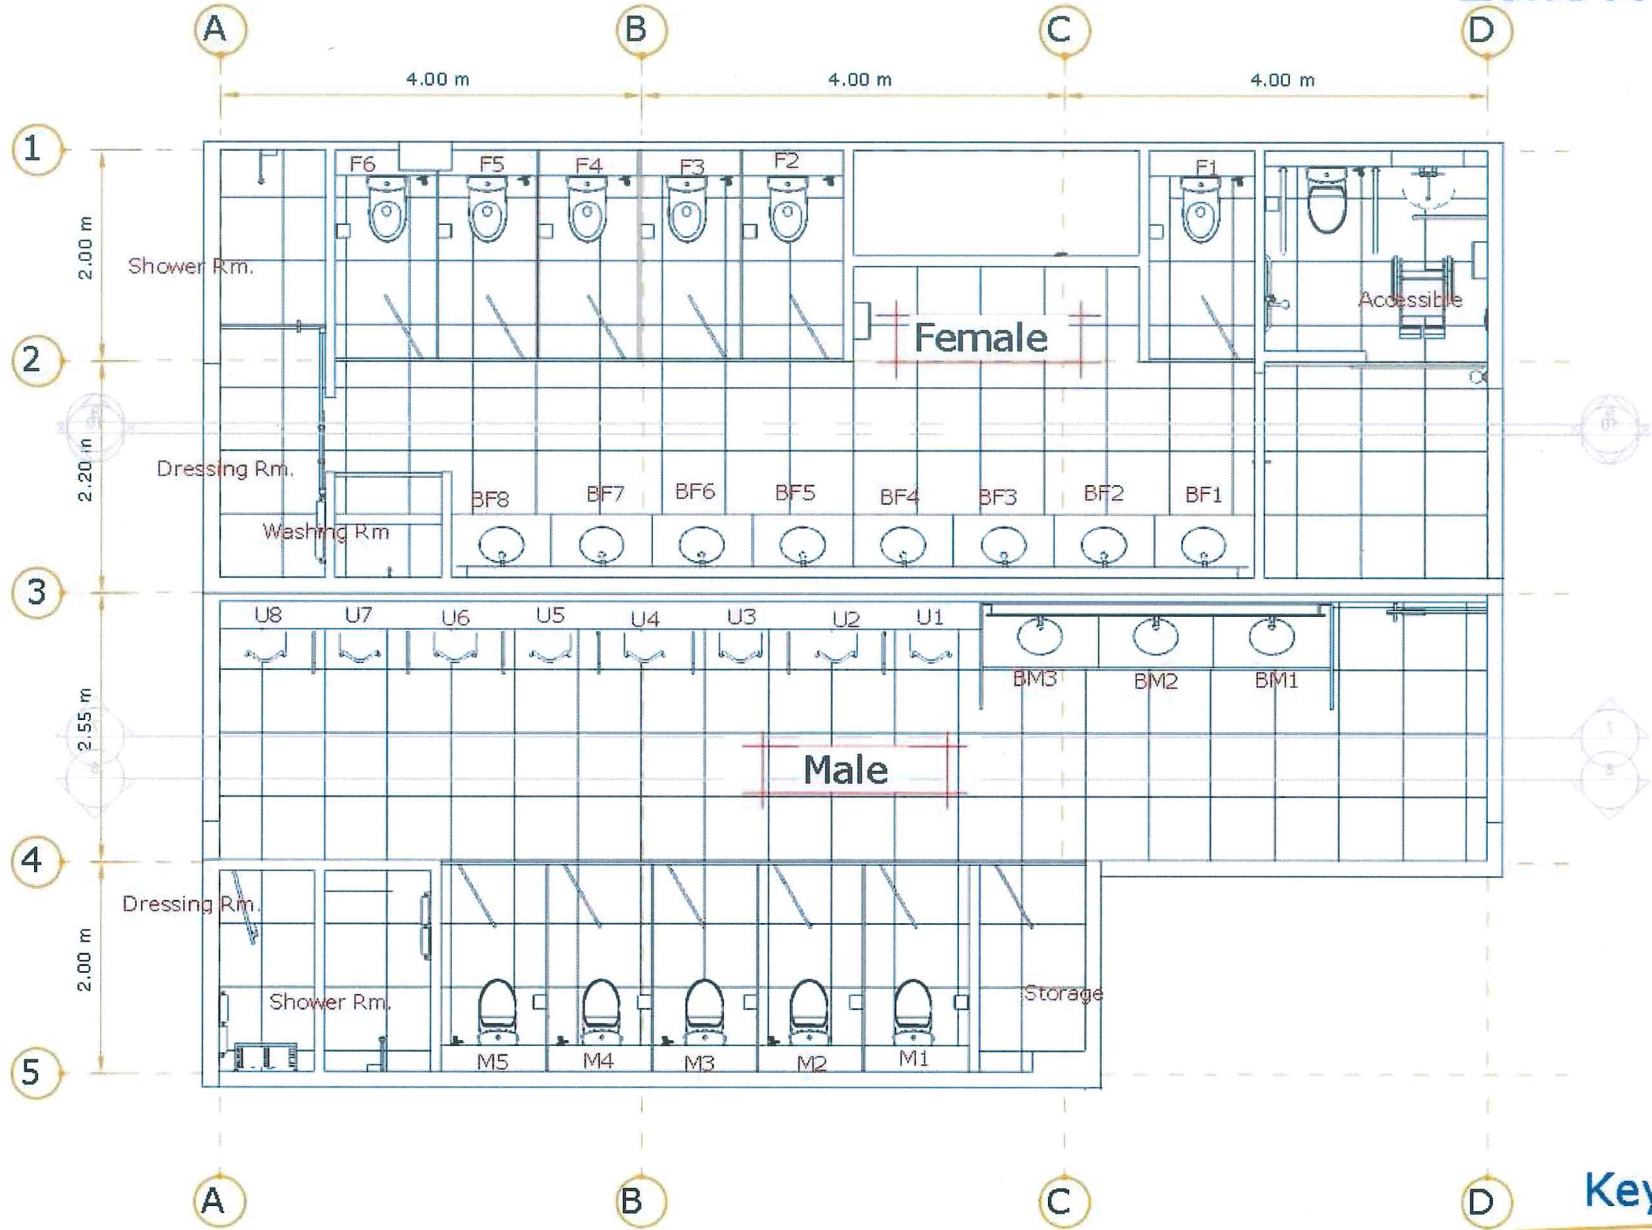 A B C D
4.00 m 4.00 m 4.00 m
1
F6 F5 F4 F3 F2 F1
2.00 m
Shower Rm.
Accessible
Female
2
2.20 m
Dressing Rm.
BF8 BF7 BF6 BF5 BF4 BF3 BF2 BF1
Washing Rm
3
U8 U7 U6 U5 U4 U3 U2 U1
BM3 BM2 BM1
2.55 m
Male
4
Dressing Rm.
2.00 m
Shower Rm.
Storage
M5 M4 M3 M2 M1
5
A B C D
Key